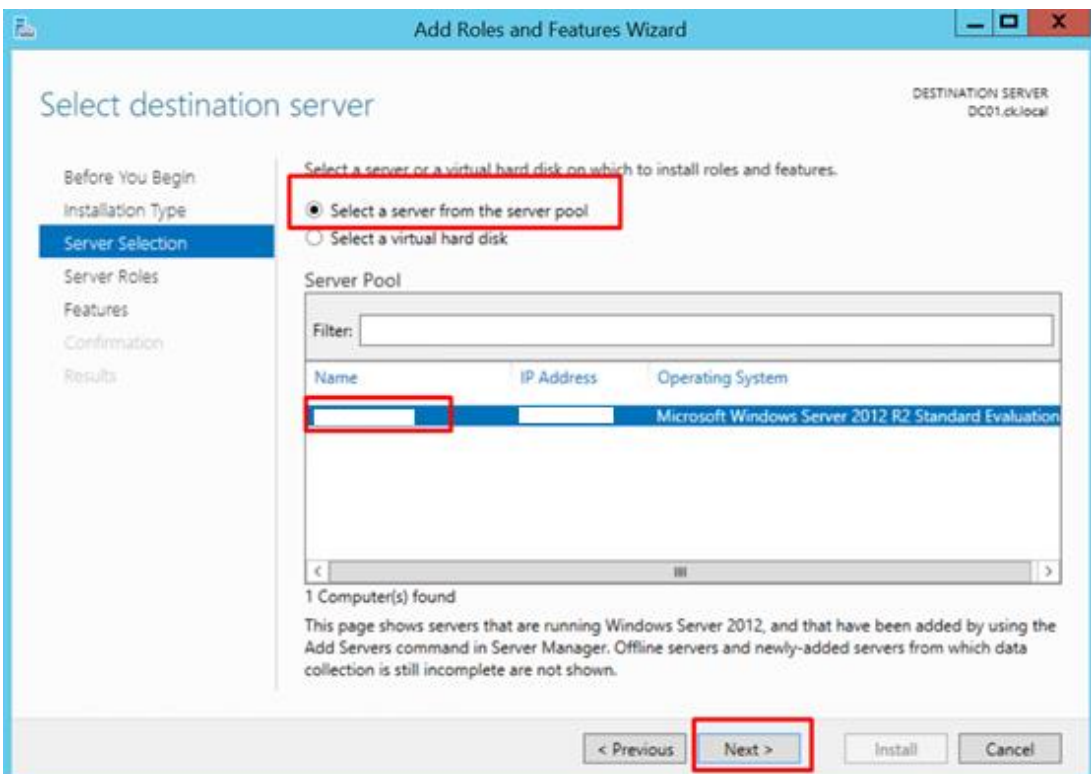 Add Roles and Features Wizard
Select destination server
DESTINATION SERVER
DC01.ck.local
Before You Begin
Installation Type
Server Selection
Server Roles
Features
Confirmation
Results
Select a server or a virtual hard disk on which to install roles and features.
Select a server from the server pool
Select a virtual hard disk
Server Pool
Filter:
Name IP Address Operating System
Microsoft Windows Server 2012 R2 Standard Evaluation
1 Computer(s) found
This page shows servers that are running Windows Server 2012, and that have been added by using the
Add Servers command in Server Manager. Offline servers and newly-added servers from which data
collection is still incomplete are not shown.
< Previous Next > Install Cancel